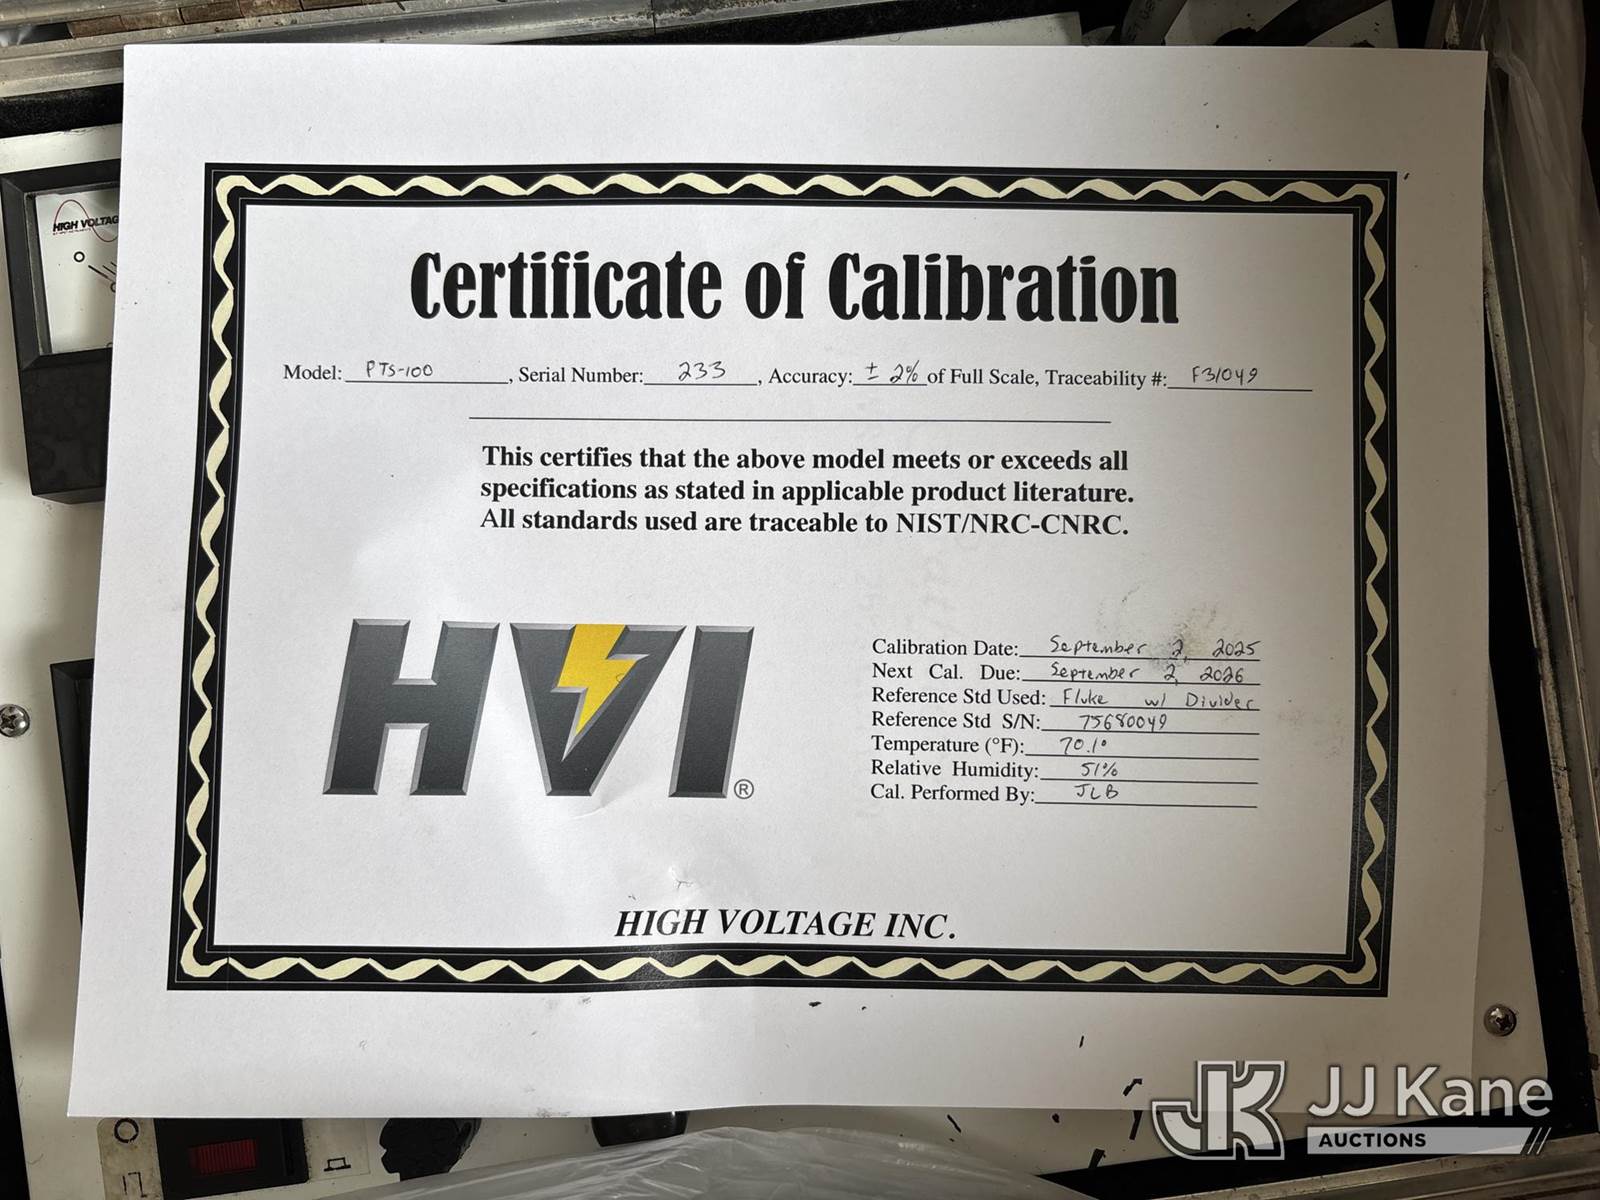 HIGH VOLTAG
Certificate of Calibration
Model: PTS-100, Serial Number: 233, Accuracy: ± 2% of Full Scale, Traceability #: F31049
This certifies that the above model meets or exceeds all
specifications as stated in applicable product literature.
All standards used are traceable to NIST/NRC-CNRC.
HVI®
Calibration Date: September 2, 2025
Next Cal. Due: September 2, 2026
Reference Std Used: Fluke w/ Divider
Reference Std S/N: 75680049
Temperature (°F): 70.1°
Relative Humidity: 51%
Cal. Performed By: JLB
HIGH VOLTAGE INC.
JK JJ Kane
AUCTIONS